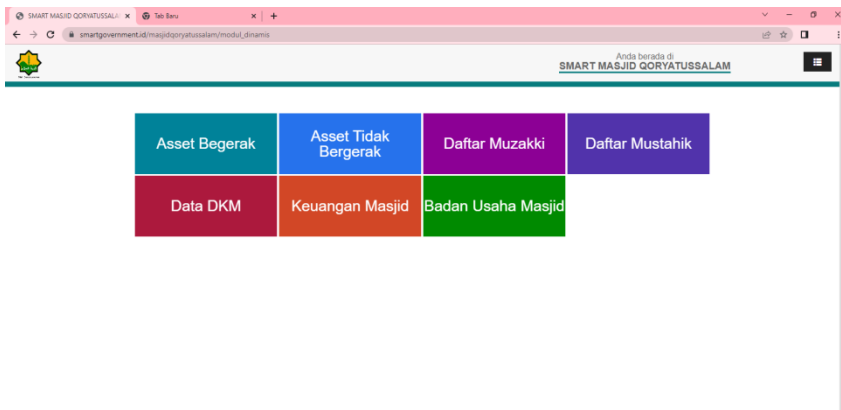 SMART MASJID QORYATUSSALA
Tab Baru
smartgovernment.id/masjidqoryatussalam/modul_dinamis
Anda berada di
SMART MASJID QORYATUSSALAM
Asset Begerak
Asset Tidak
Bergerak
Daftar Muzakki
Daftar Mustahik
Data DKM
Keuangan Masjid
Badan Usaha Masjid